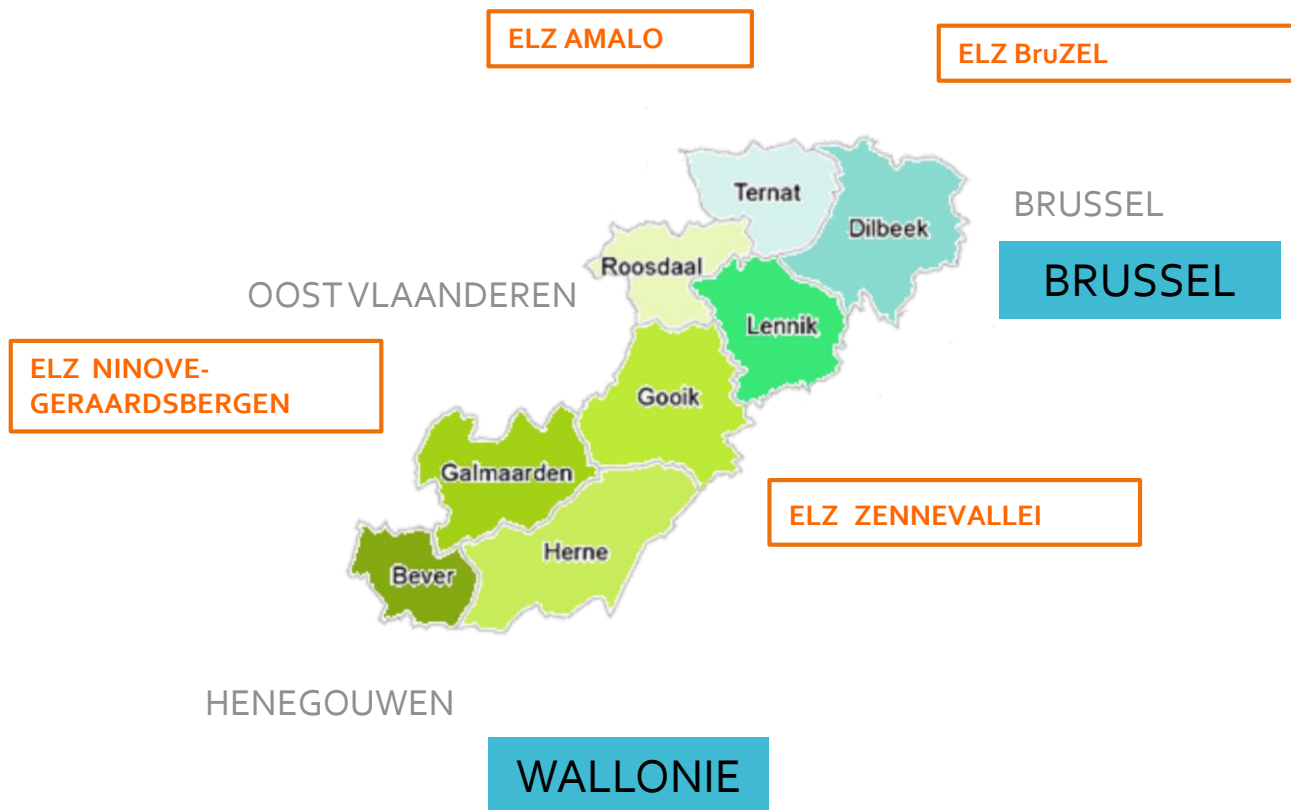 ELZ AMALO
ELZ BruZEL
Ternat
Dilbeek
BRUSSEL
Roosdaal
BRUSSEL
OOST VLAANDEREN
Lennik
ELZ NINOVE-
GERAARDSBERGEN
Gooik
Galmaarden
ELZ ZENNEVALLEI
Herne
Bever
HENEGOUWEN
WALLONIE